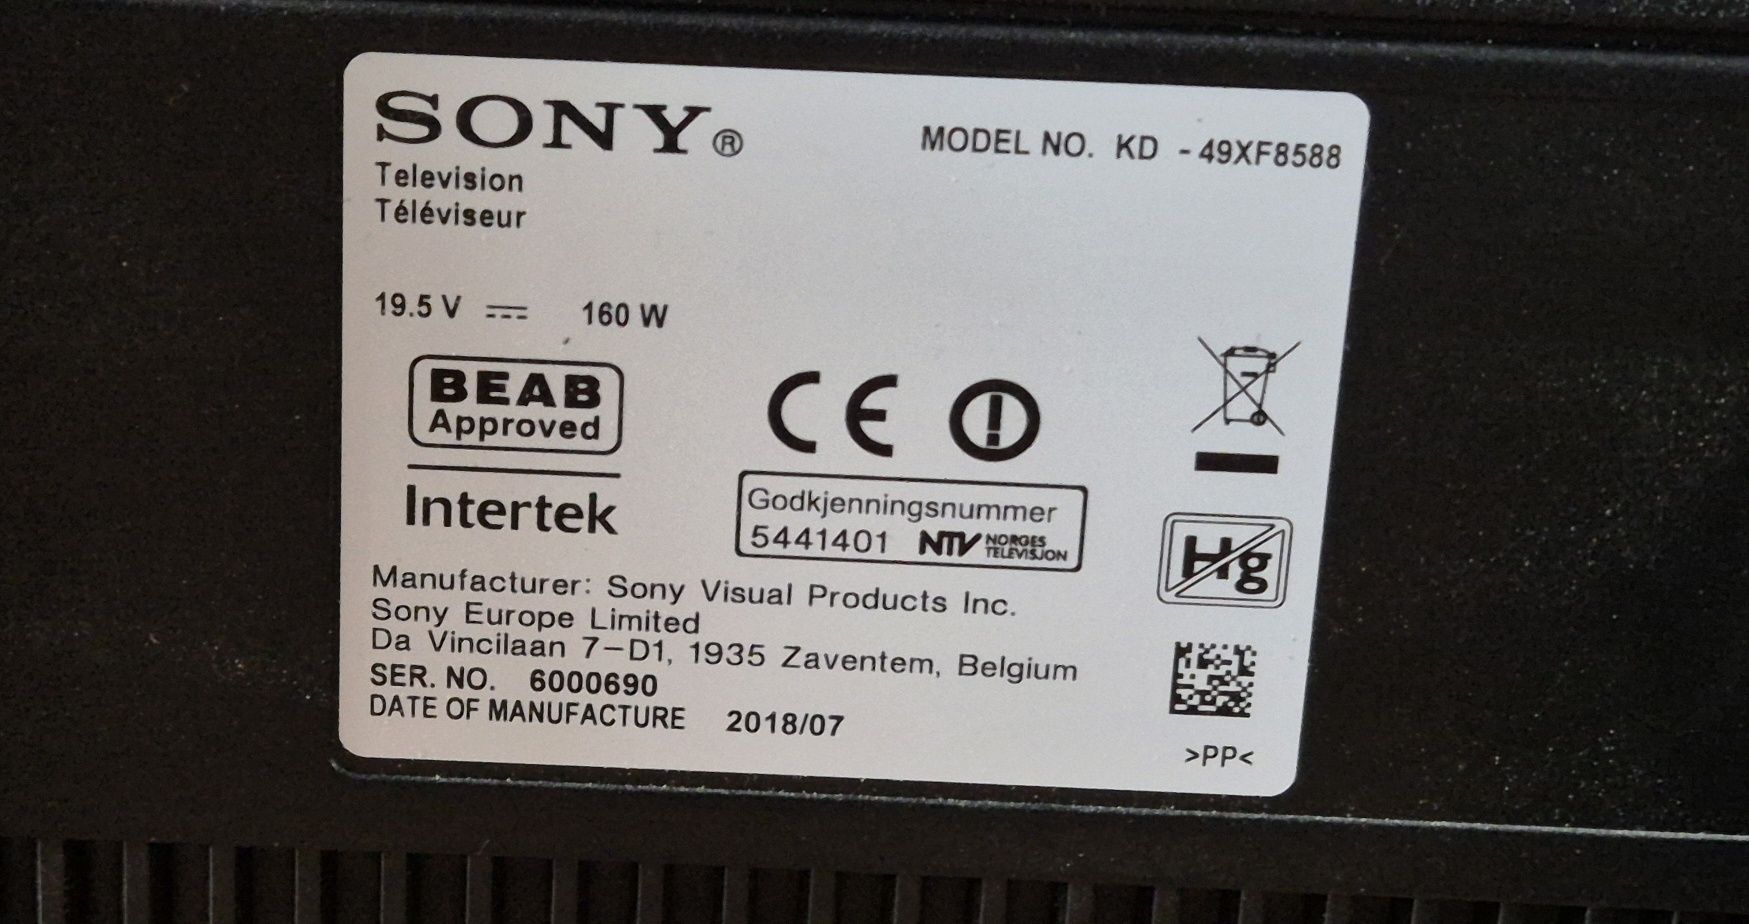 SONY®
MODEL NO. KD - 49XF8588
Television
Téléviseur
19.5 V 160 W
BEAB
Approved
Intertek
CE
Godkjenningsnummer
5441401 NTV NORGES TELEVISJON
Hg
Manufacturer: Sony Visual Products Inc.
Sony Europe Limited
Da Vincilaan 7-D1, 1935 Zaventem, Belgium
SER. NO. 6000690
DATE OF MANUFACTURE 2018/07
>PP<